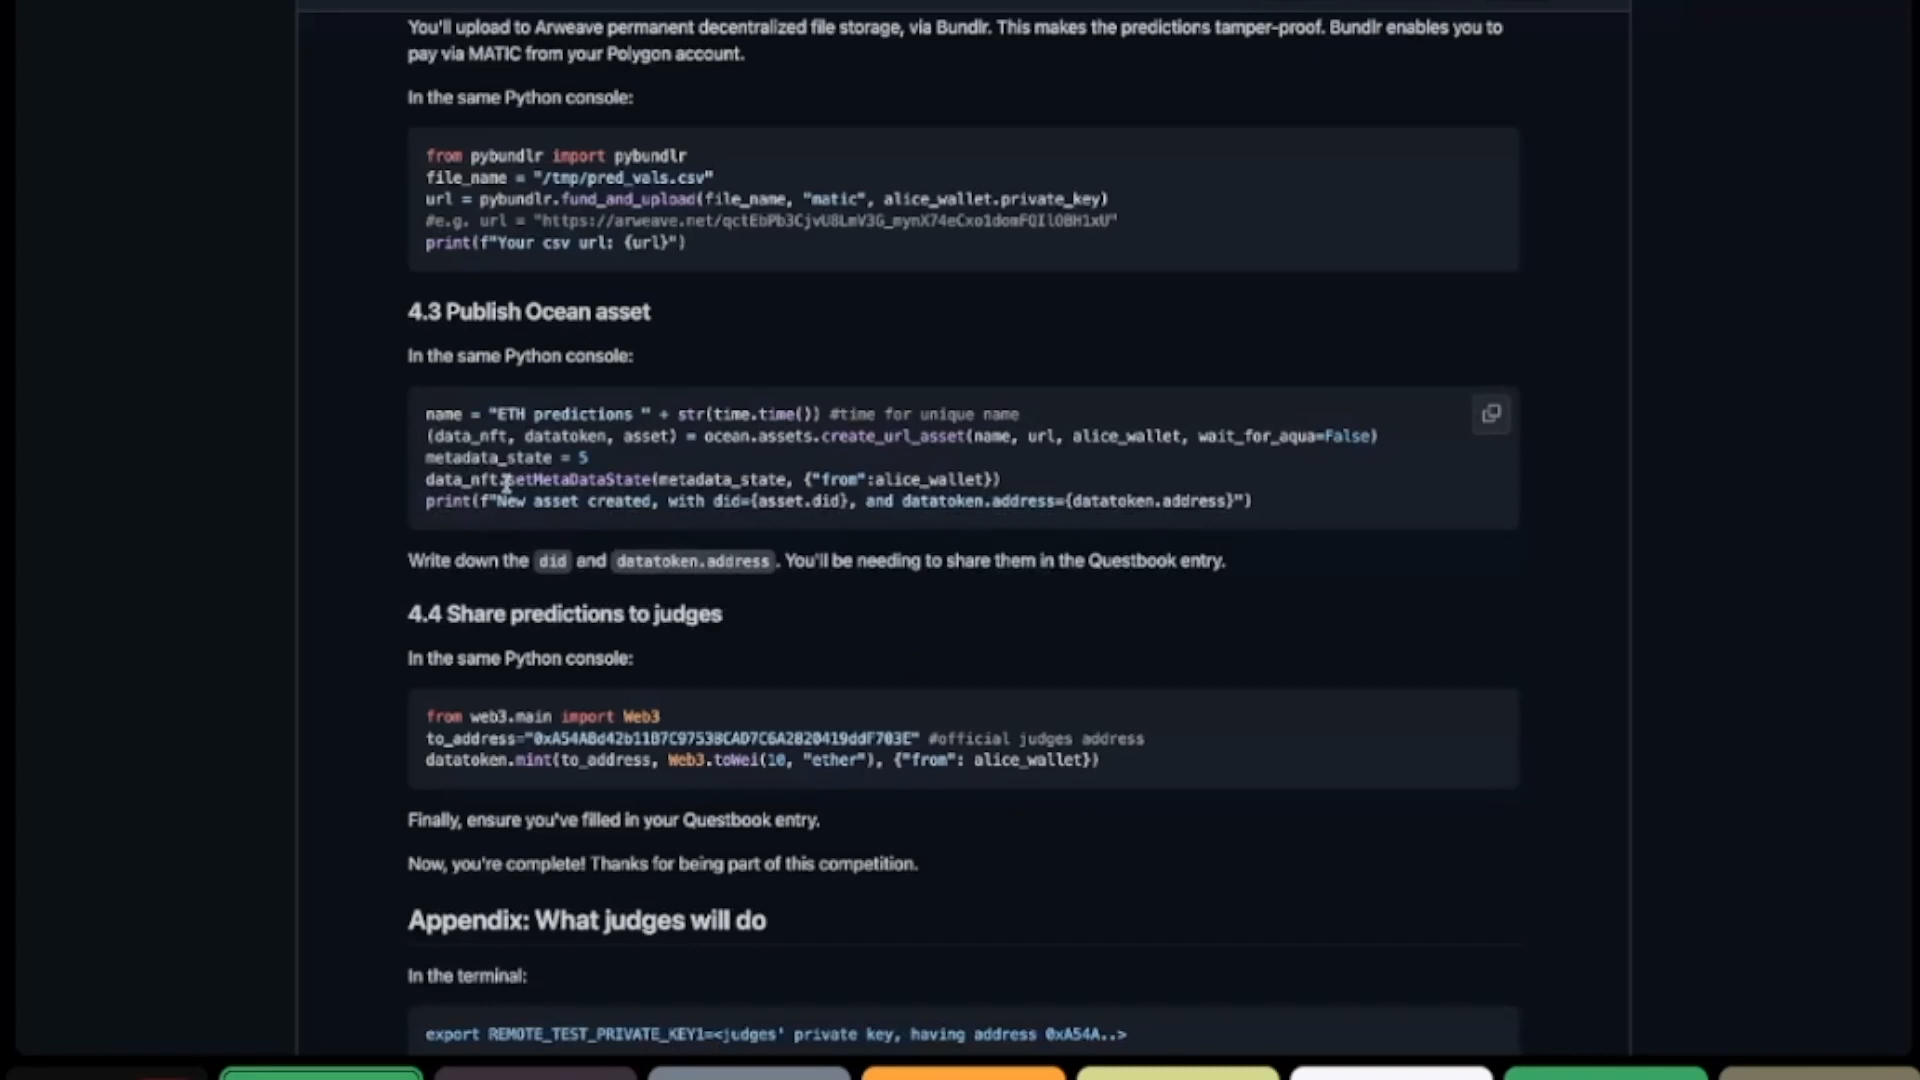 You'll upload to Arweave permanent decentralized file storage, via Bundlr. This makes the predictions tamper-proof. Bundlr enables you to
pay via MATIC from your Polygon account.
In the same Python console:
from pybundlr import pybundlr
file_name = "/tmp/pred_vals.csv"
url = pybundlr.fund_and_upload(file_name, "matic", alice_wallet.private_key)
#e.g. url =
print(f"Your csv url: {url}")
4.3 Publish Ocean asset
In the same Python console:
name = "ETH predictions " + str(time.time()) #time for unique name
(data_nft, datatoken, asset) = ocean.assets.create_url_asset(name, url, alice_wallet, wait_for_aqua=False)
metadata_state = 5
data_nft.setMetaDataState(metadata_state, {"from":alice_wallet})
print(f"New asset created, with did={asset.did}, and datatoken.address={datatoken.address}")
Write down the did and datatoken.address. You'll be needing to share them in the Questbook entry.
4.4 Share predictions to judges
In the same Python console:
from web3.main import Web3
to_address= #official judges address
datatoken.mint(to_address, Web3.toWei(10, "ether"), {"from": alice_wallet})
Finally, ensure you've filled in your Questbook entry.
Now, you're complete! Thanks for being part of this competition.
Appendix: What judges will do
In the terminal:
export REMOTE_TEST_PRIVATE_KEY1=<judges' private key, having address 0xA54A..>